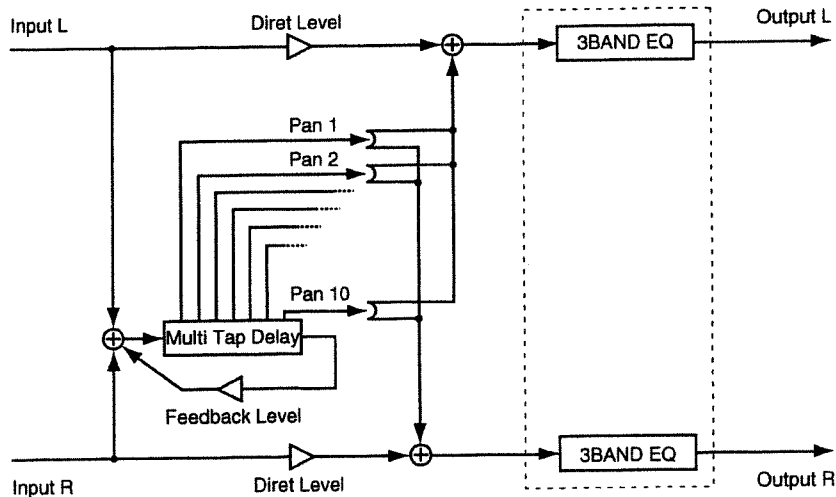 Input L
Diret Level
3BAND EQ
Output L
Pan 1
Pan 2
Pan 10
Multi Tap Delay
Feedback Level
Input R
Diret Level
3BAND EQ
Output R